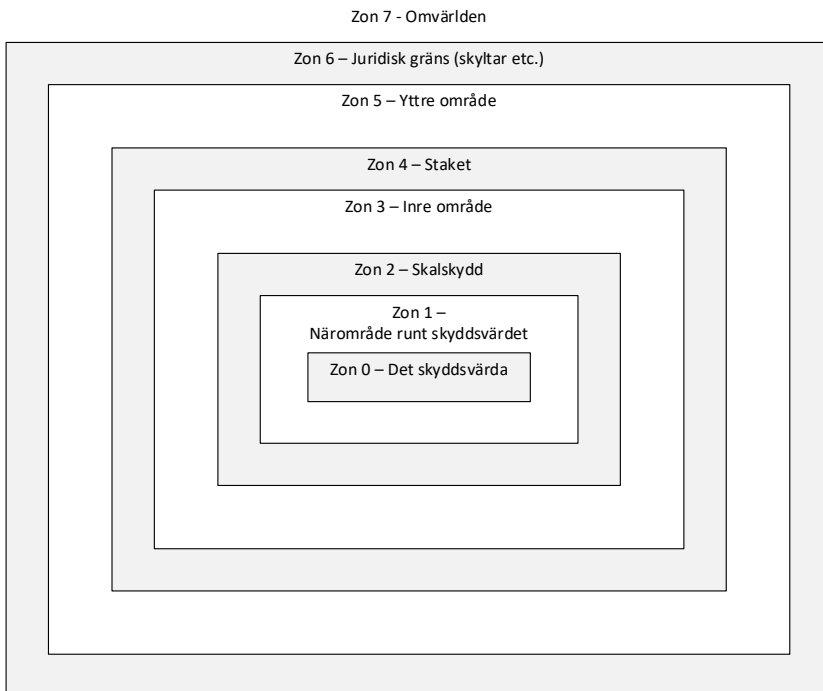 Zon 7 - Omvärlden
Zon 6 – Juridisk gräns (skyltar etc.)
Zon 5 – Yttre område
Zon 4 – Staket
Zon 3 – Inre område
Zon 2 – Skalskydd
Zon 1 –
Närområde runt skyddsvärdet
Zon 0 – Det skyddsvärda